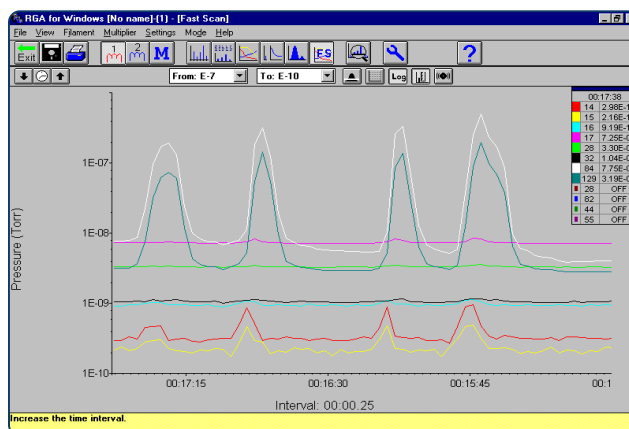 RGA for Windows [No name]-(1) - [Fast Scan]
File View Filament Multiplier Settings Mode Help
Exit 1 2 M FS ?
From: E-7 To: E-10 Log
00:17:38
14 2.98E-1
15 2.16E-1
16 9.19E-1
17 7.25E-0
28 3.30E-0
32 1.04E-0
84 7.75E-0
129 3.19E-0
28 OFF
82 OFF
44 OFF
55 OFF
1E-07
1E-08
1E-09
1E-10
Pressure (Torr)
00:17:15 00:16:30 00:15:45 00:1
Interval: 00:00.25
Increase the time interval.